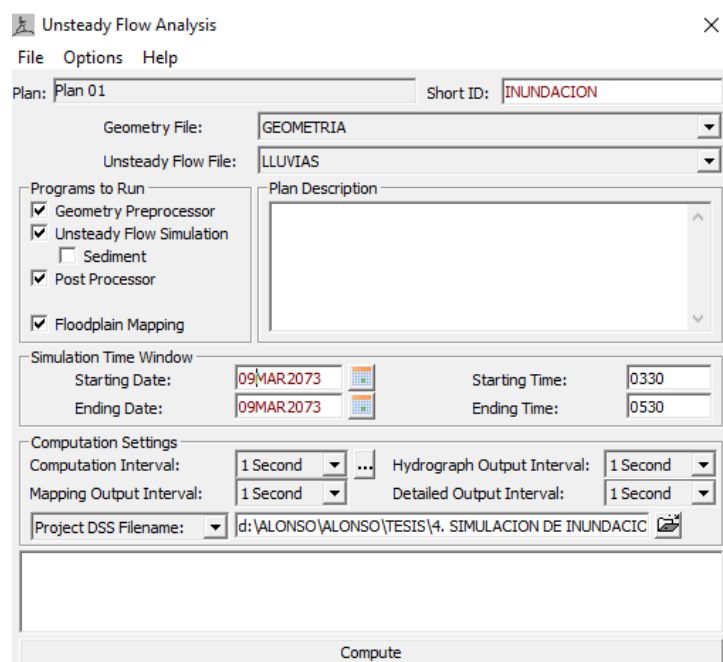 Unsteady Flow Analysis
File Options Help
Plan: Plan 01 Short ID: INUNDACION
Geometry File: GEOMETRIA
Unsteady Flow File: LLUVIAS
Programs to Run
Geometry Preprocessor
Unsteady Flow Simulation
Sediment
Post Processor
Floodplain Mapping
Plan Description
Simulation Time Window
Starting Date: 09MAR2073 Starting Time: 0330
Ending Date: 09MAR2073 Ending Time: 0530
Computation Settings
Computation Interval: 1 Second ... Hydrograph Output Interval: 1 Second
Mapping Output Interval: 1 Second Detailed Output Interval: 1 Second
Project DSS Filename: d:\ALONSO\ALONSO\TESIS\4. SIMULACION DE INUNDACIC
Compute